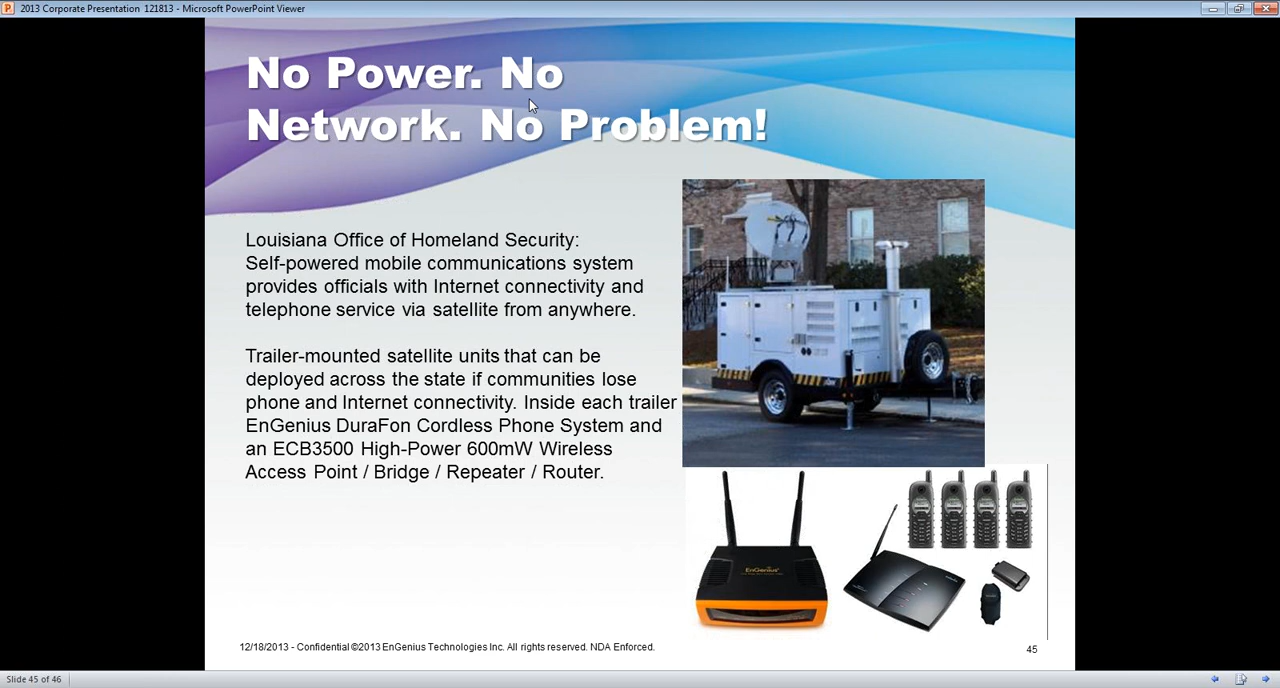 2013 Corporate Presentation 121813 - Microsoft PowerPoint Viewer
No Power. No
Network. No Problem!
Louisiana Office of Homeland Security:
Self-powered mobile communications system
provides officials with Internet connectivity and
telephone service via satellite from anywhere.
Trailer-mounted satellite units that can be
deployed across the state if communities lose
phone and Internet connectivity. Inside each trailer
EnGenius DuraFon Cordless Phone System and
an ECB3500 High-Power 600mW Wireless
Access Point / Bridge / Repeater / Router.
EnGenius
12/18/2013 - Confidential ©2013 EnGenius Technologies Inc. All rights reserved. NDA Enforced.
45
Slide 45 of 46